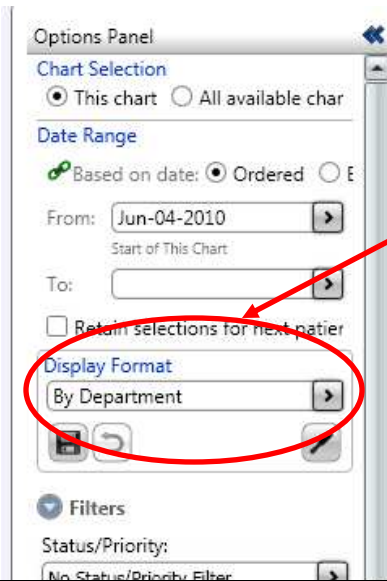 Options Panel
Chart Selection
This chart All available char
Date Range
Based on date: Ordered E
From: Jun-04-2010
Start of This Chart
To:
Retain selections for next patier
Display Format
By Department
Filters
Status/Priority:
No Status/Priority Filter